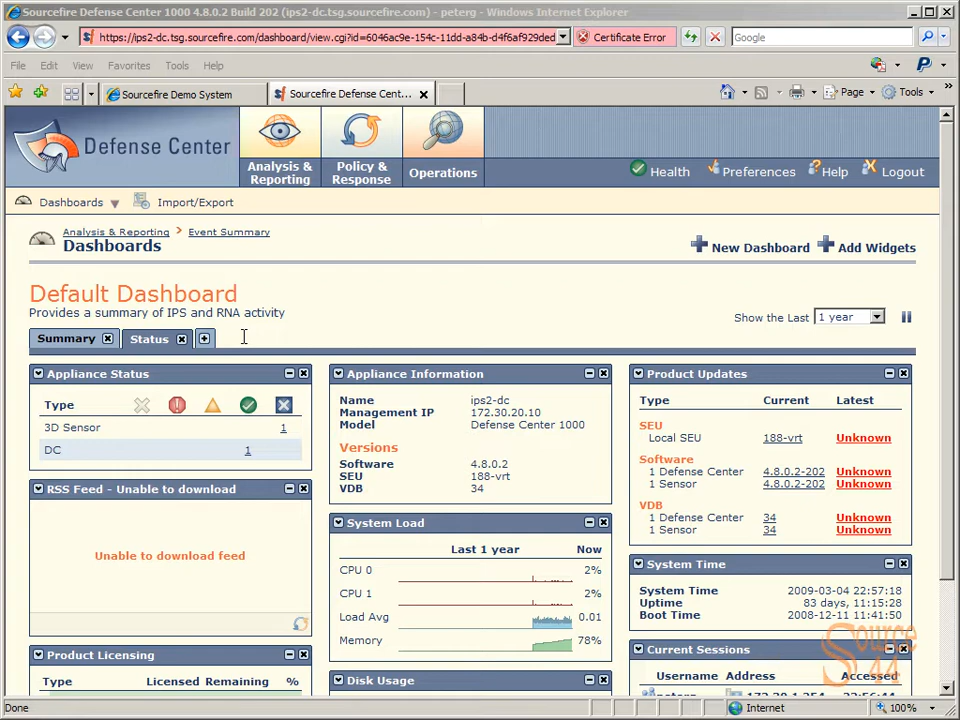 Sourcefire Defense Center 1000 4.8.0.2 Build 202 (ips2-dc.tsg.sourcefire.com) - peterg - Windows Internet Explorer
https://ips2-dc.tsg.sourcefire.com/dashboard/view.cgi?id=6046ac9e-154c-11dd-a84b-d4f6af929ded
Certificate Error
Google
File Edit View Favorites Tools Help
Sourcefire Demo System
Sourcefire Defense Cent...
Page Tools
Defense Center
Analysis & Reporting
Policy & Response
Operations
Health Preferences Help Logout
Dashboards Import/Export
Analysis & Reporting > Event Summary
Dashboards
New Dashboard Add Widgets
Default Dashboard
Provides a summary of IPS and RNA activity
Show the Last 1 year
Summary Status
Appliance Status
Type
3D Sensor 1
DC 1
RSS Feed - Unable to download
Unable to download feed
Product Licensing
Type Licensed Remaining %
Appliance Information
Name ips2-dc
Management IP 172.30.20.10
Model Defense Center 1000
Versions
Software 4.8.0.2
SEU 188-vrt
VDB 34
System Load
Last 1 year Now
CPU 0 2%
CPU 1 2%
Load Avg 0.01
Memory 78%
Disk Usage
Product Updates
Type Current Latest
SEU
Local SEU 188-vrt Unknown
Software
1 Defense Center 4.8.0.2-202 Unknown
1 Sensor 4.8.0.2-202 Unknown
VDB
1 Defense Center 34 Unknown
1 Sensor 34 Unknown
System Time
System Time 2009-03-04 22:57:18
Uptime 83 days, 11:15:28
Boot Time 2008-12-11 11:41:50
Current Sessions
Username Address Accessed
Source
44
Done
Internet
100%